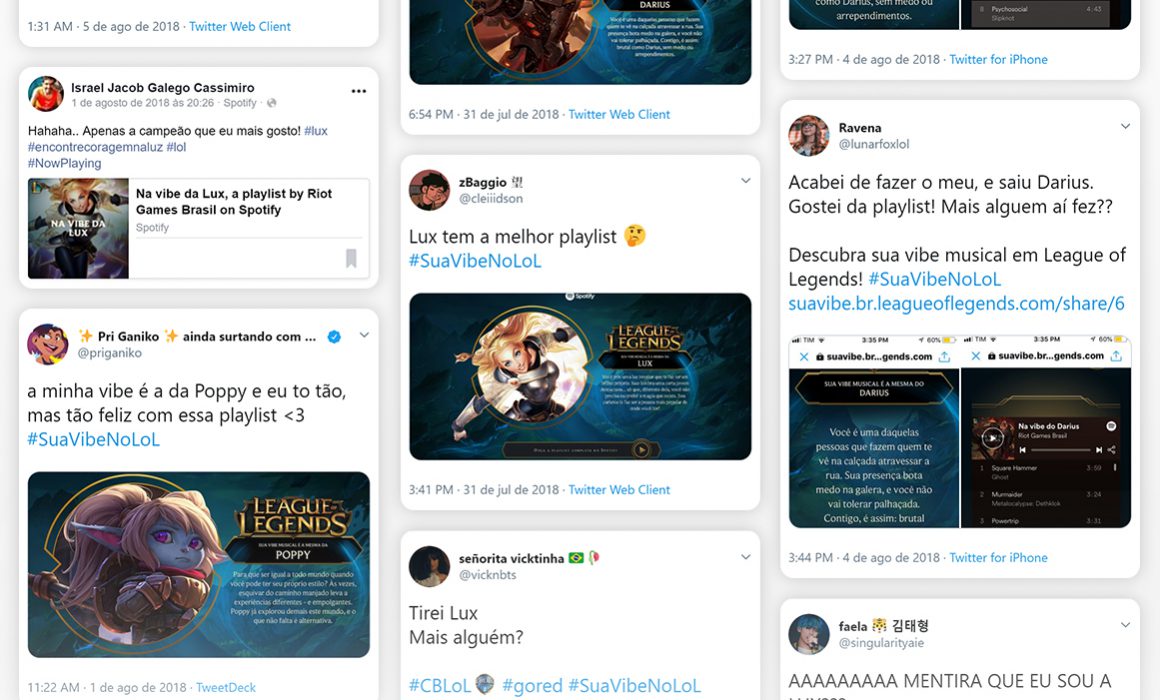 1:31 AM · 5 de ago de 2018 · Twitter Web Client
Israel Jacob Galego Cassimiro
1 de agosto de 2018 às 20:26 · Spotify ·
Hahaha.. Apenas a campeão que eu mais gosto! #lux
#encontrecoragemnaluz #lol
#NowPlaying
NA VIBE DA
LUX
Na vibe da Lux, a playlist by Riot
Games Brasil on Spotify
Spotify
✨ Pri Ganiko ✨ ainda surtando com ...
@priganiko
a minha vibe é a da Poppy e eu to tão,
mas tão feliz com essa playlist <3
#SuaVibeNoLoL
LEAGUE
OF
LEGENDS
SUA VIBE MUSICAL É A MESMA DA
POPPY
Para que ser igual a todo mundo quando
você pode ter seu próprio estilo? Às vezes,
esquivar do caminho manjado leva a
experiências diferentes - e empolgantes.
Poppy já explorou demais este mundo, e o
que não falta é alternativa.
11:22 AM · 1 de ago de 2018 · TweetDeck
DARIUS
Você é uma daquelas pessoas que fazem
quem te vê na calçada atravessar a rua. Sua
presença bota medo na galera, e você não
vai tolerar palhaçada. Contigo, é assim:
brutal como Darius, sem medo ou
arrependimentos.
6:54 PM · 31 de jul de 2018 · Twitter Web Client
zBaggio
@cleiiidson
Lux tem a melhor playlist 🤔
#SuaVibeNoLoL
Spotify
LEAGUE
OF
LEGENDS
SUA VIBE MUSICAL É A MESMA DA
LUX
OUÇA A PLAYLIST COMPLETA NO SPOTIFY
3:41 PM · 31 de jul de 2018 · Twitter Web Client
señorita vicktinha 🇧🇷
@vicknbts
Tirei Lux
Mais alguém?
#CBLoL #gored #SuaVibeNoLoL
como Darius, sem medo ou
arrependimentos.
8 Psychosocial 4:43
Slipknot
3:27 PM · 4 de ago de 2018 · Twitter for iPhone
Ravena
@lunarfoxlol
Acabei de fazer o meu, e saiu Darius.
Gostei da playlist! Mais alguem aí fez??
Descubra sua vibe musical em League of
Legends! #SuaVibeNoLoL
suavibe.br.leagueoflegends.com/share/6
TIM 3:35 PM 60%
suavibe.br...gends.com
SUA VIBE MUSICAL É A MESMA DO
DARIUS
Você é uma daquelas
pessoas que fazem quem te
vê na calçada atravessar a
rua. Sua presença bota
medo na galera, e você não
vai tolerar palhaçada.
Contigo, é assim: brutal
TIM 3:35 PM 60%
suavibe.br...gends.com
Na vibe do Darius
Riot Games Brasil
1 Square Hammer 3:59
Ghost
2 Murmaider 3:24
Metalocalypse: Dethklok
3 Powertrip 3:31
3:44 PM · 4 de ago de 2018 · Twitter for iPhone
faela 🐯 김태형
@singularityaie
AAAAAAAAA MENTIRA QUE EU SOU A